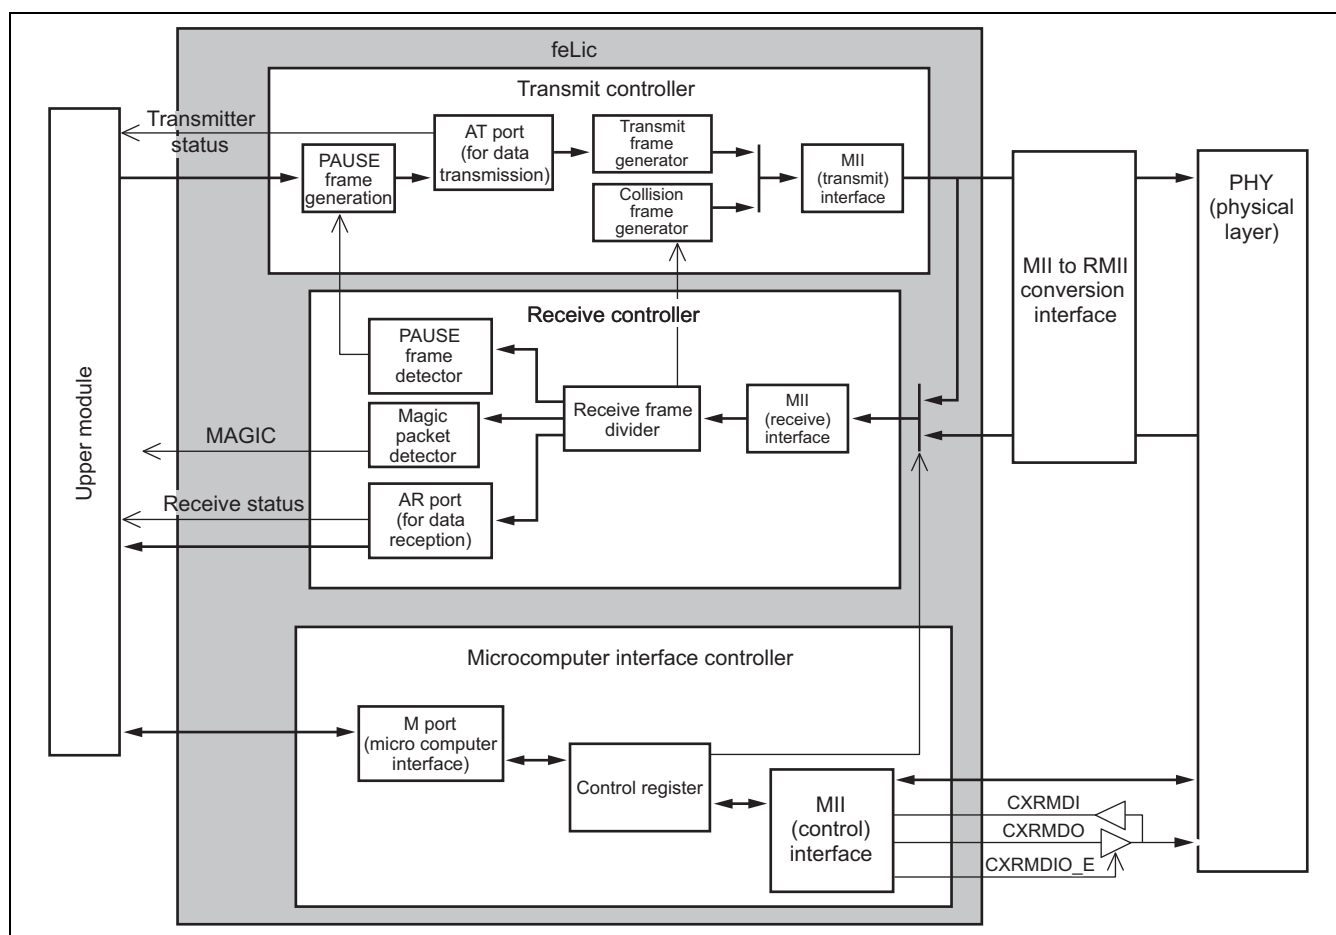 feLic
Transmit controller
Transmitter
status
AT port
(for data
transmission)
Transmit
frame
generator
PAUSE
frame
generation
Collision
frame
generator
MII
(transmit)
interface
MII to RMII
conversion
interface
PHY
(physical
layer)
Upper module
Receive controller
PAUSE
frame
detector
Magic
packet
detector
Receive frame
divider
MII
(receive)
interface
MAGIC
Receive status
AR port
(for data
reception)
Microcomputer interface controller
M port
(micro computer
interface)
Control register
MII
(control)
interface
CXRMDI
CXRMDO
CXRMDIO_E